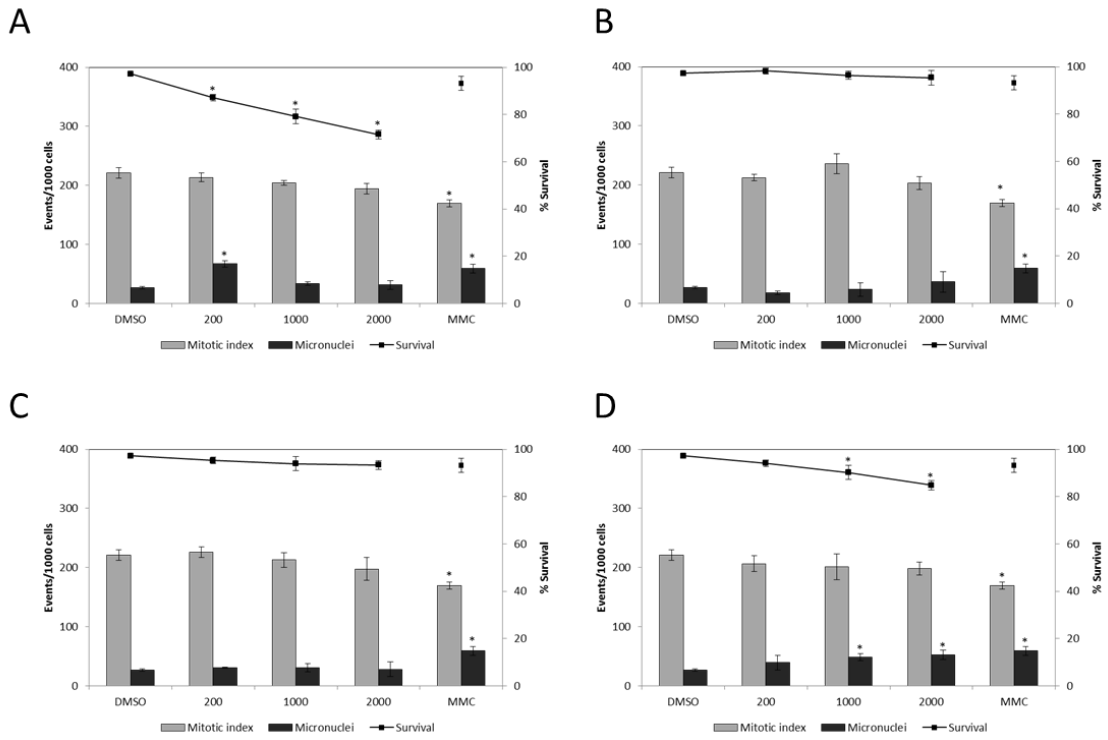 A
400
300
200
100
0
Events/1000 cells
100
80
60
40
20
0
% Survival
*
*
*
*
*
*
DMSO
200
1000
2000
MMC
Mitotic index
Micronuclei
Survival
B
400
300
200
100
0
Events/1000 cells
100
80
60
40
20
0
% Survival
*
*
DMSO
200
1000
2000
MMC
Mitotic index
Micronuclei
Survival
C
400
300
200
100
0
Events/1000 cells
100
80
60
40
20
0
% Survival
*
*
DMSO
200
1000
2000
MMC
Mitotic index
Micronuclei
Survival
D
400
300
200
100
0
Events/1000 cells
100
80
60
40
20
0
% Survival
*
*
*
*
*
*
DMSO
200
1000
2000
MMC
Mitotic index
Micronuclei
Survival